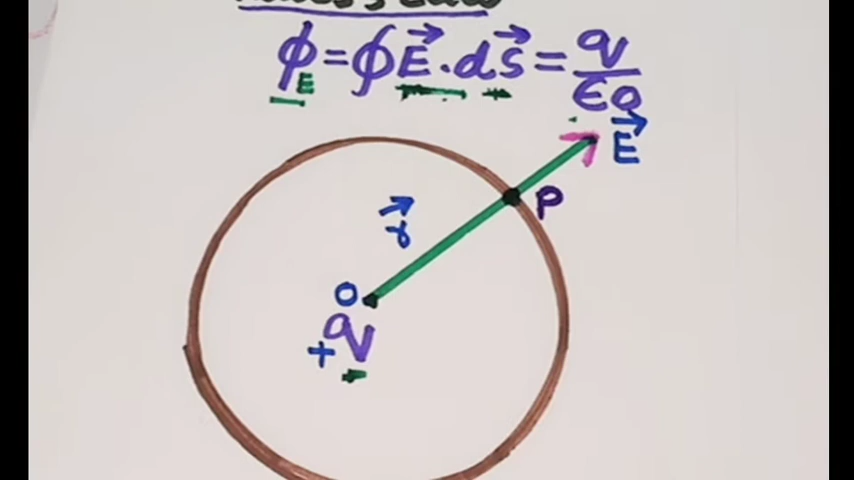 ϕE = ∮E⃗.dS⃗ = q/ϵ0
E⃗
P
r⃗
O
+q